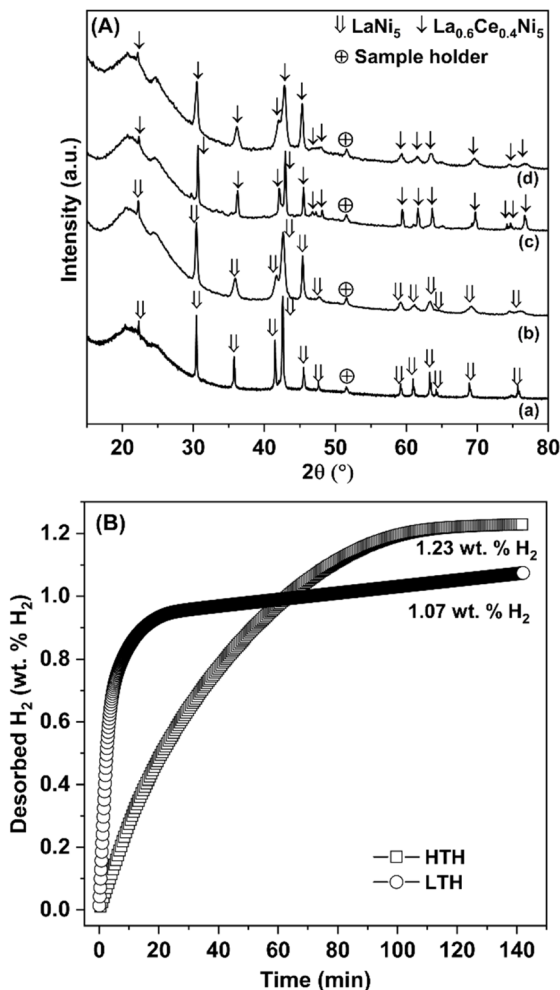 (A)
⇓ LaNi5 ↓ La0.6Ce0.4Ni5
⊕ Sample holder
Intensity (a.u.)
(d)
(c)
(b)
(a)
20 30 40 50 60 70 80
2θ (°)
(B)
1.23 wt. % H2
1.07 wt. % H2
Desorbed H2 (wt. % H2)
1.2
1.0
0.8
0.6
0.4
0.2
0.0
HTH
LTH
0 20 40 60 80 100 120 140
Time (min)